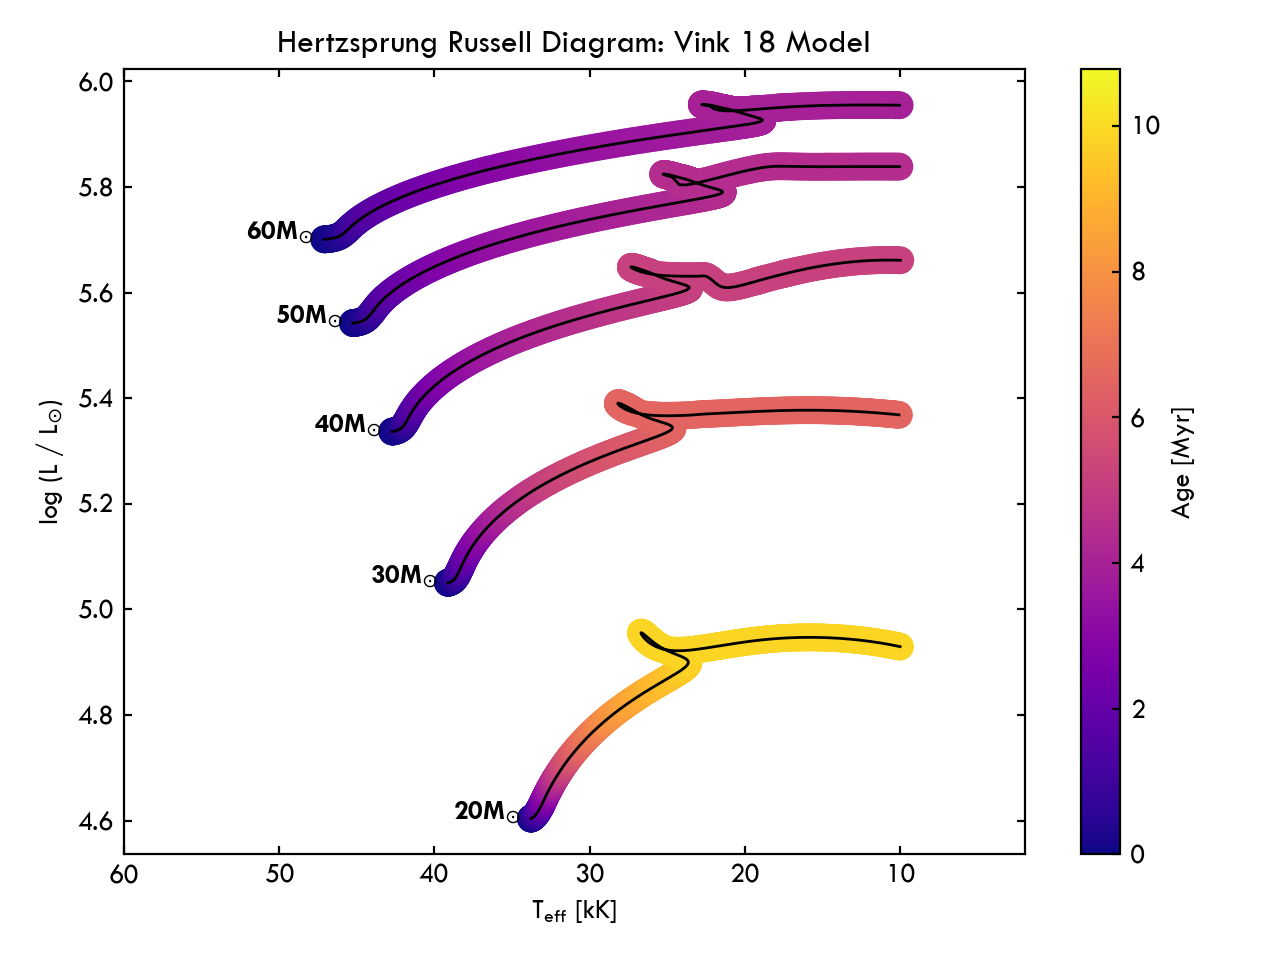 Hertzsprung Russell Diagram: Vink 18 Model
6.0
5.8
5.6
5.4
5.2
5.0
4.8
4.6
log (L / L⊙)
60M⊙
50M⊙
40M⊙
30M⊙
20M⊙
60
50
40
30
20
10
Teff [kK]
10
8
6
4
2
0
Age [Myr]